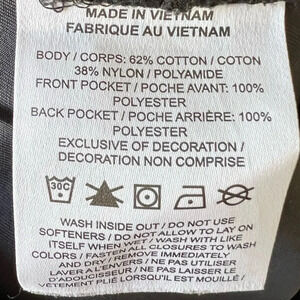 MADE IN VIETNAM
FABRIQUE AU VIETNAM
BODY / CORPS: 62% COTTON / COTON
38% NYLON / POLYAMIDE
FRONT POCKET / POCHE AVANT: 100%
POLYESTER
BACK POCKET / POCHE ARRIÈRE: 100%
POLYESTER
EXCLUSIVE OF DECORATION /
DECORATION NON COMPRISE
30C
WASH INSIDE OUT / DO NOT USE
SOFTENERS / DO NOT ALLOW TO LAY ON
ITSELF WHEN WET / WASH WITH LIKE
COLORS / FASTEN ALL CLOSURES TO WASH
AND DRY / REMOVE IMMEDIATELY
LAVER A L'ENVERS / NE PAS UTILISER
D'ADOUCISSEUR / NE PAS LAISSER LE
VÊTEMENT PLIÉ LORSQU'IL EST MOUILLÉ /